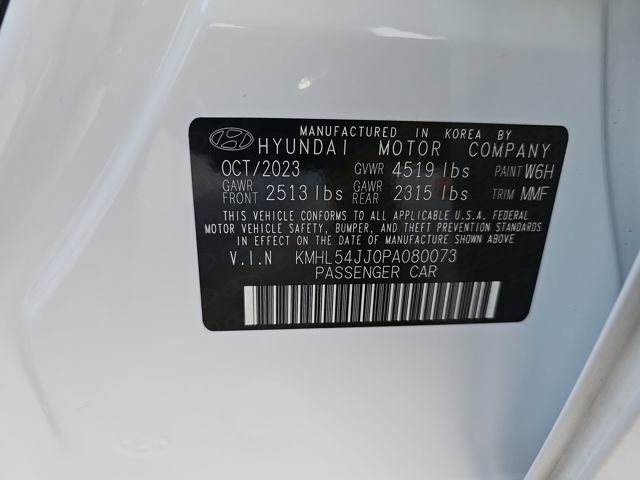 MANUFACTURED IN KOREA BY
HYUNDAI MOTOR COMPANY
OCT/2023 GVWR 4519 lbs PAINT W6H
GAWR FRONT 2513 lbs GAWR REAR 2315 lbs TRIM MMF
THIS VEHICLE CONFORMS TO ALL APPLICABLE U.S.A. FEDERAL
MOTOR VEHICLE SAFETY, BUMPER, AND THEFT PREVENTION STANDARDS
IN EFFECT ON THE DATE OF MANUFACTURE SHOWN ABOVE.
V.I.N KMHL54JJ0PA080073
PASSENGER CAR